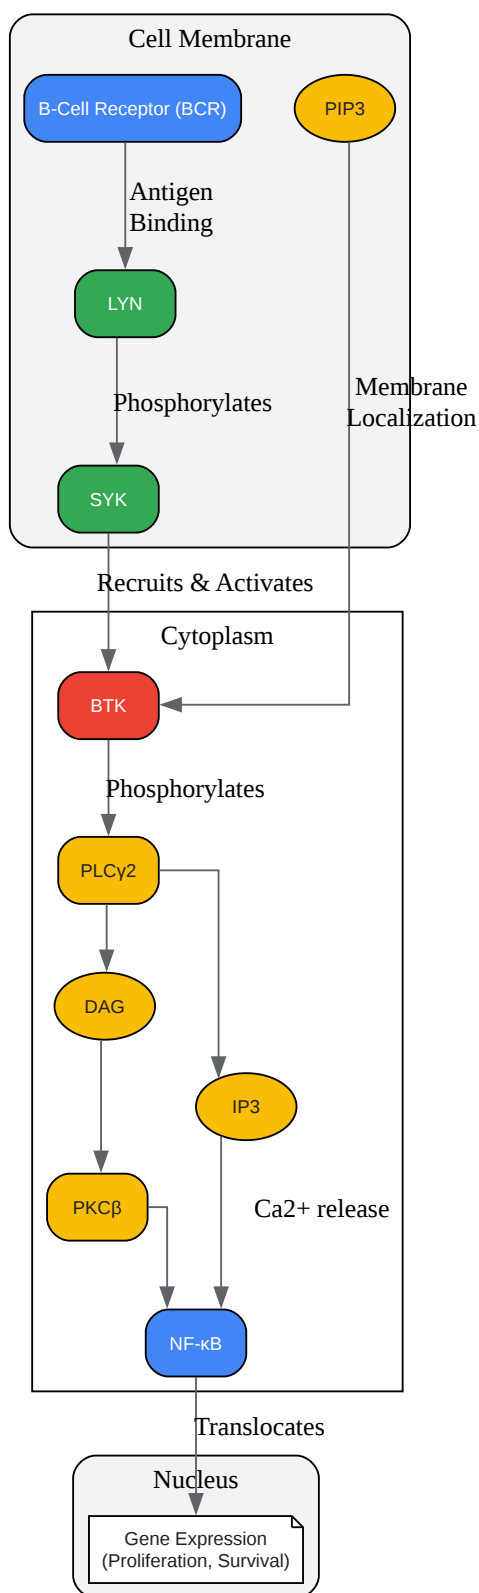 Cell Membrane
B-Cell Receptor (BCR)
PIP3
Antigen
Binding
LYN
Phosphorylates
Membrane
Localization
SYK
Recruits & Activates
Cytoplasm
BTK
Phosphorylates
PLCγ2
DAG
IP3
PKCβ
Ca2+ release
NF-κB
Translocates
Nucleus
Gene Expression
(Proliferation, Survival)